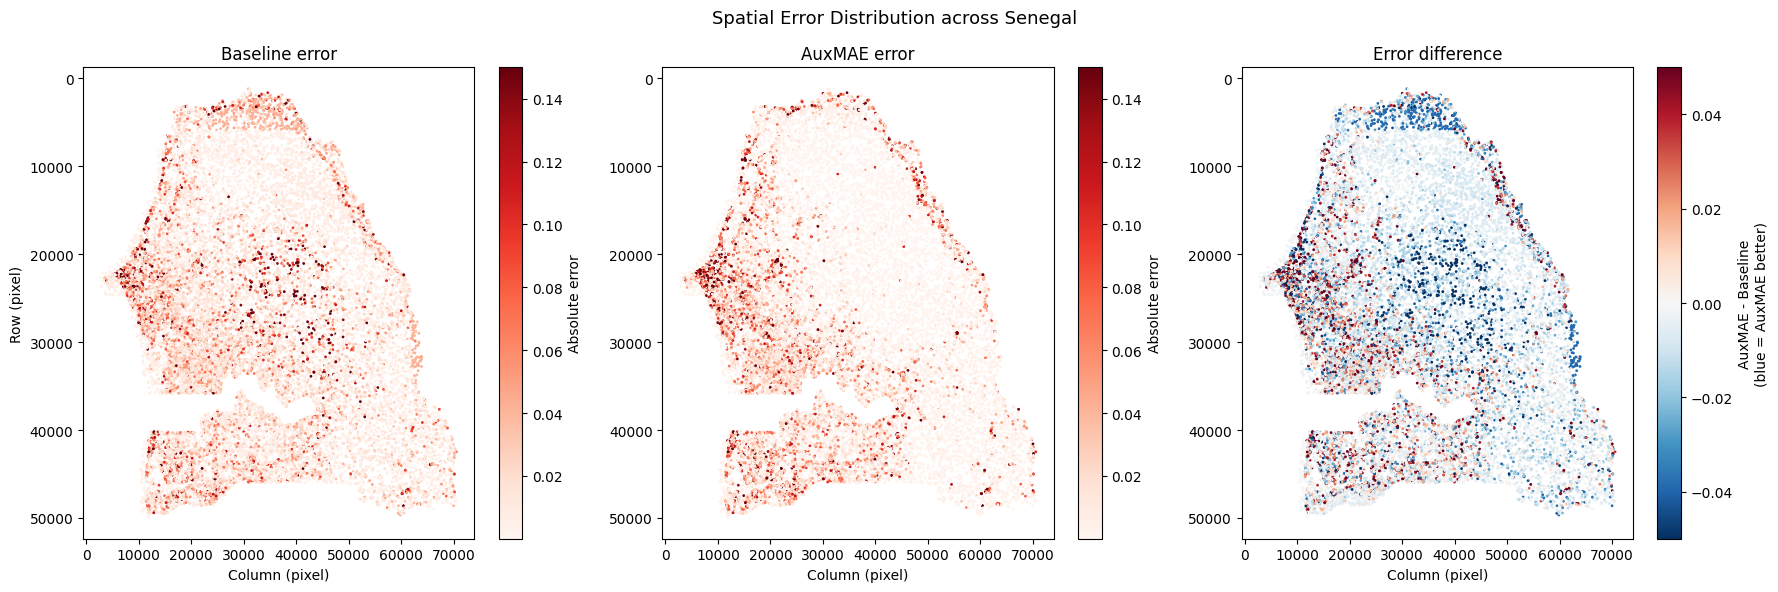 Spatial Error Distribution across Senegal
Baseline error
0
10000
20000
30000
40000
50000
Row (pixel)
0 10000 20000 30000 40000 50000 60000 70000
Column (pixel)
0.14
0.12
0.10
0.08
0.06
0.04
0.02
Absolute error
AuxMAE error
0
10000
20000
30000
40000
50000
0 10000 20000 30000 40000 50000 60000 70000
Column (pixel)
0.14
0.12
0.10
0.08
0.06
0.04
0.02
Absolute error
Error difference
0
10000
20000
30000
40000
50000
0 10000 20000 30000 40000 50000 60000 70000
Column (pixel)
0.04
0.02
0.00
−0.02
−0.04
AuxMAE - Baseline
(blue = AuxMAE better)